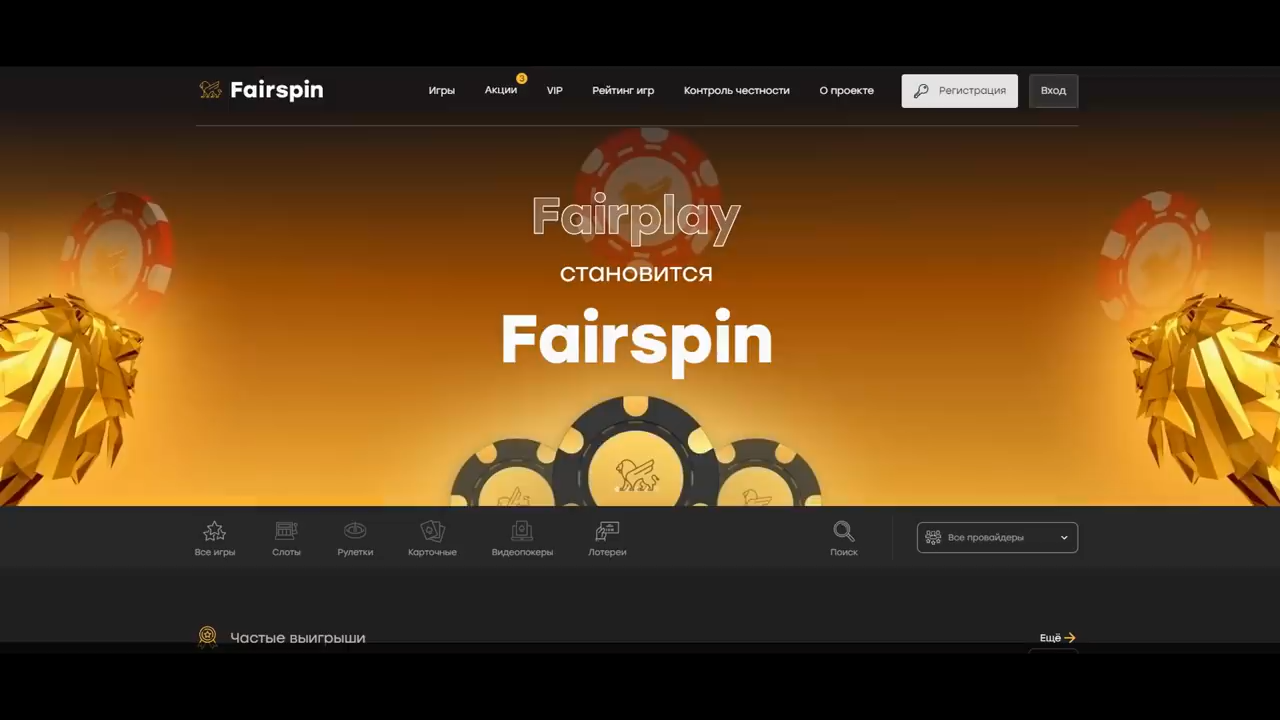 Fairspin
Игры
Акции
3
VIP
Рейтинг игр
Контроль честности
О проекте
Регистрация
Вход
Fairplay
становится
Fairspin
Все игры
Слоты
Рулетки
Карточные
Видеопокеры
Лотереи
Поиск
Все провайдеры
Частые выигрыши
Ещё